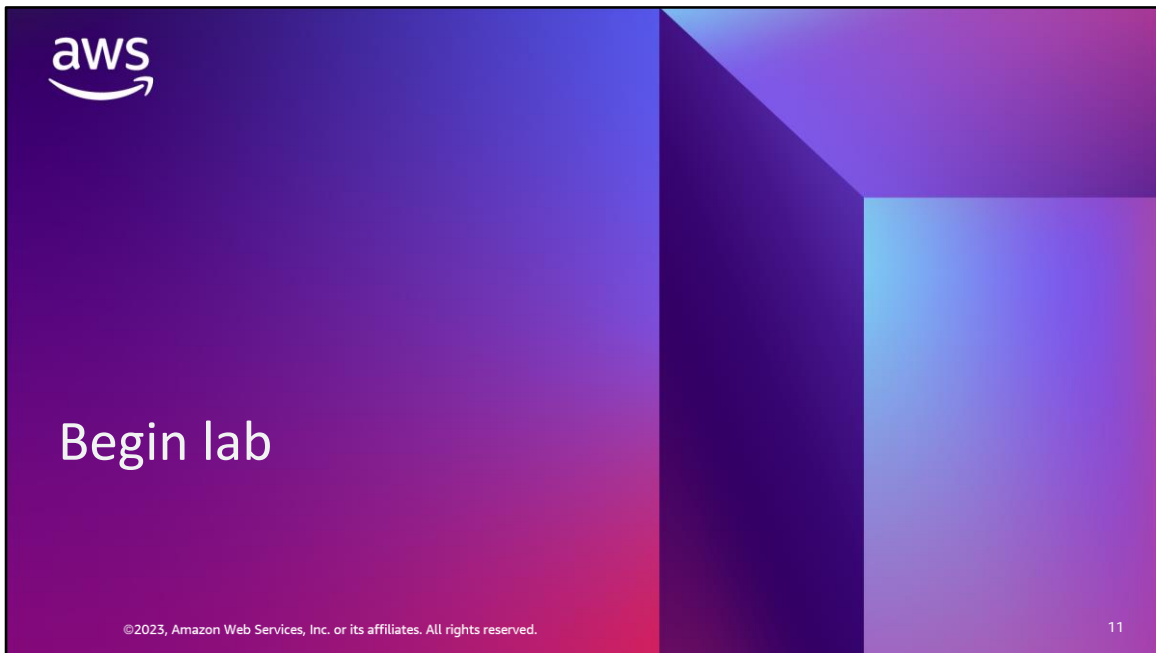 aws
Begin lab
©2023, Amazon Web Services, Inc. or its affiliates. All rights reserved.
11